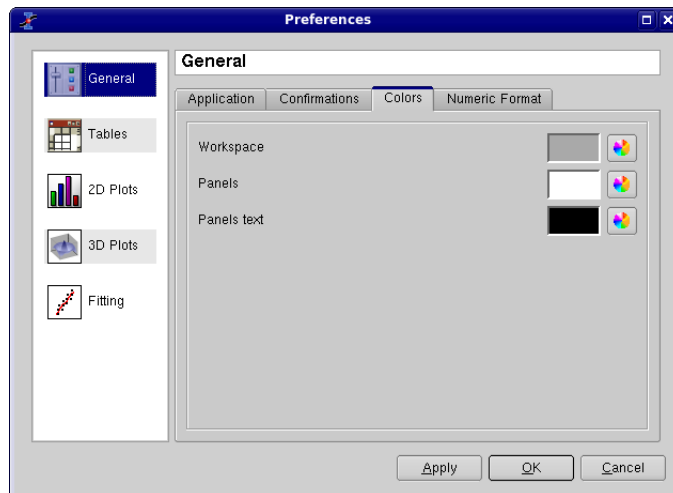 Preferences
General
Tables
2D Plots
3D Plots
Fitting
General
Application Confirmations Colors Numeric Format
Workspace
Panels
Panels text
Apply OK Cancel